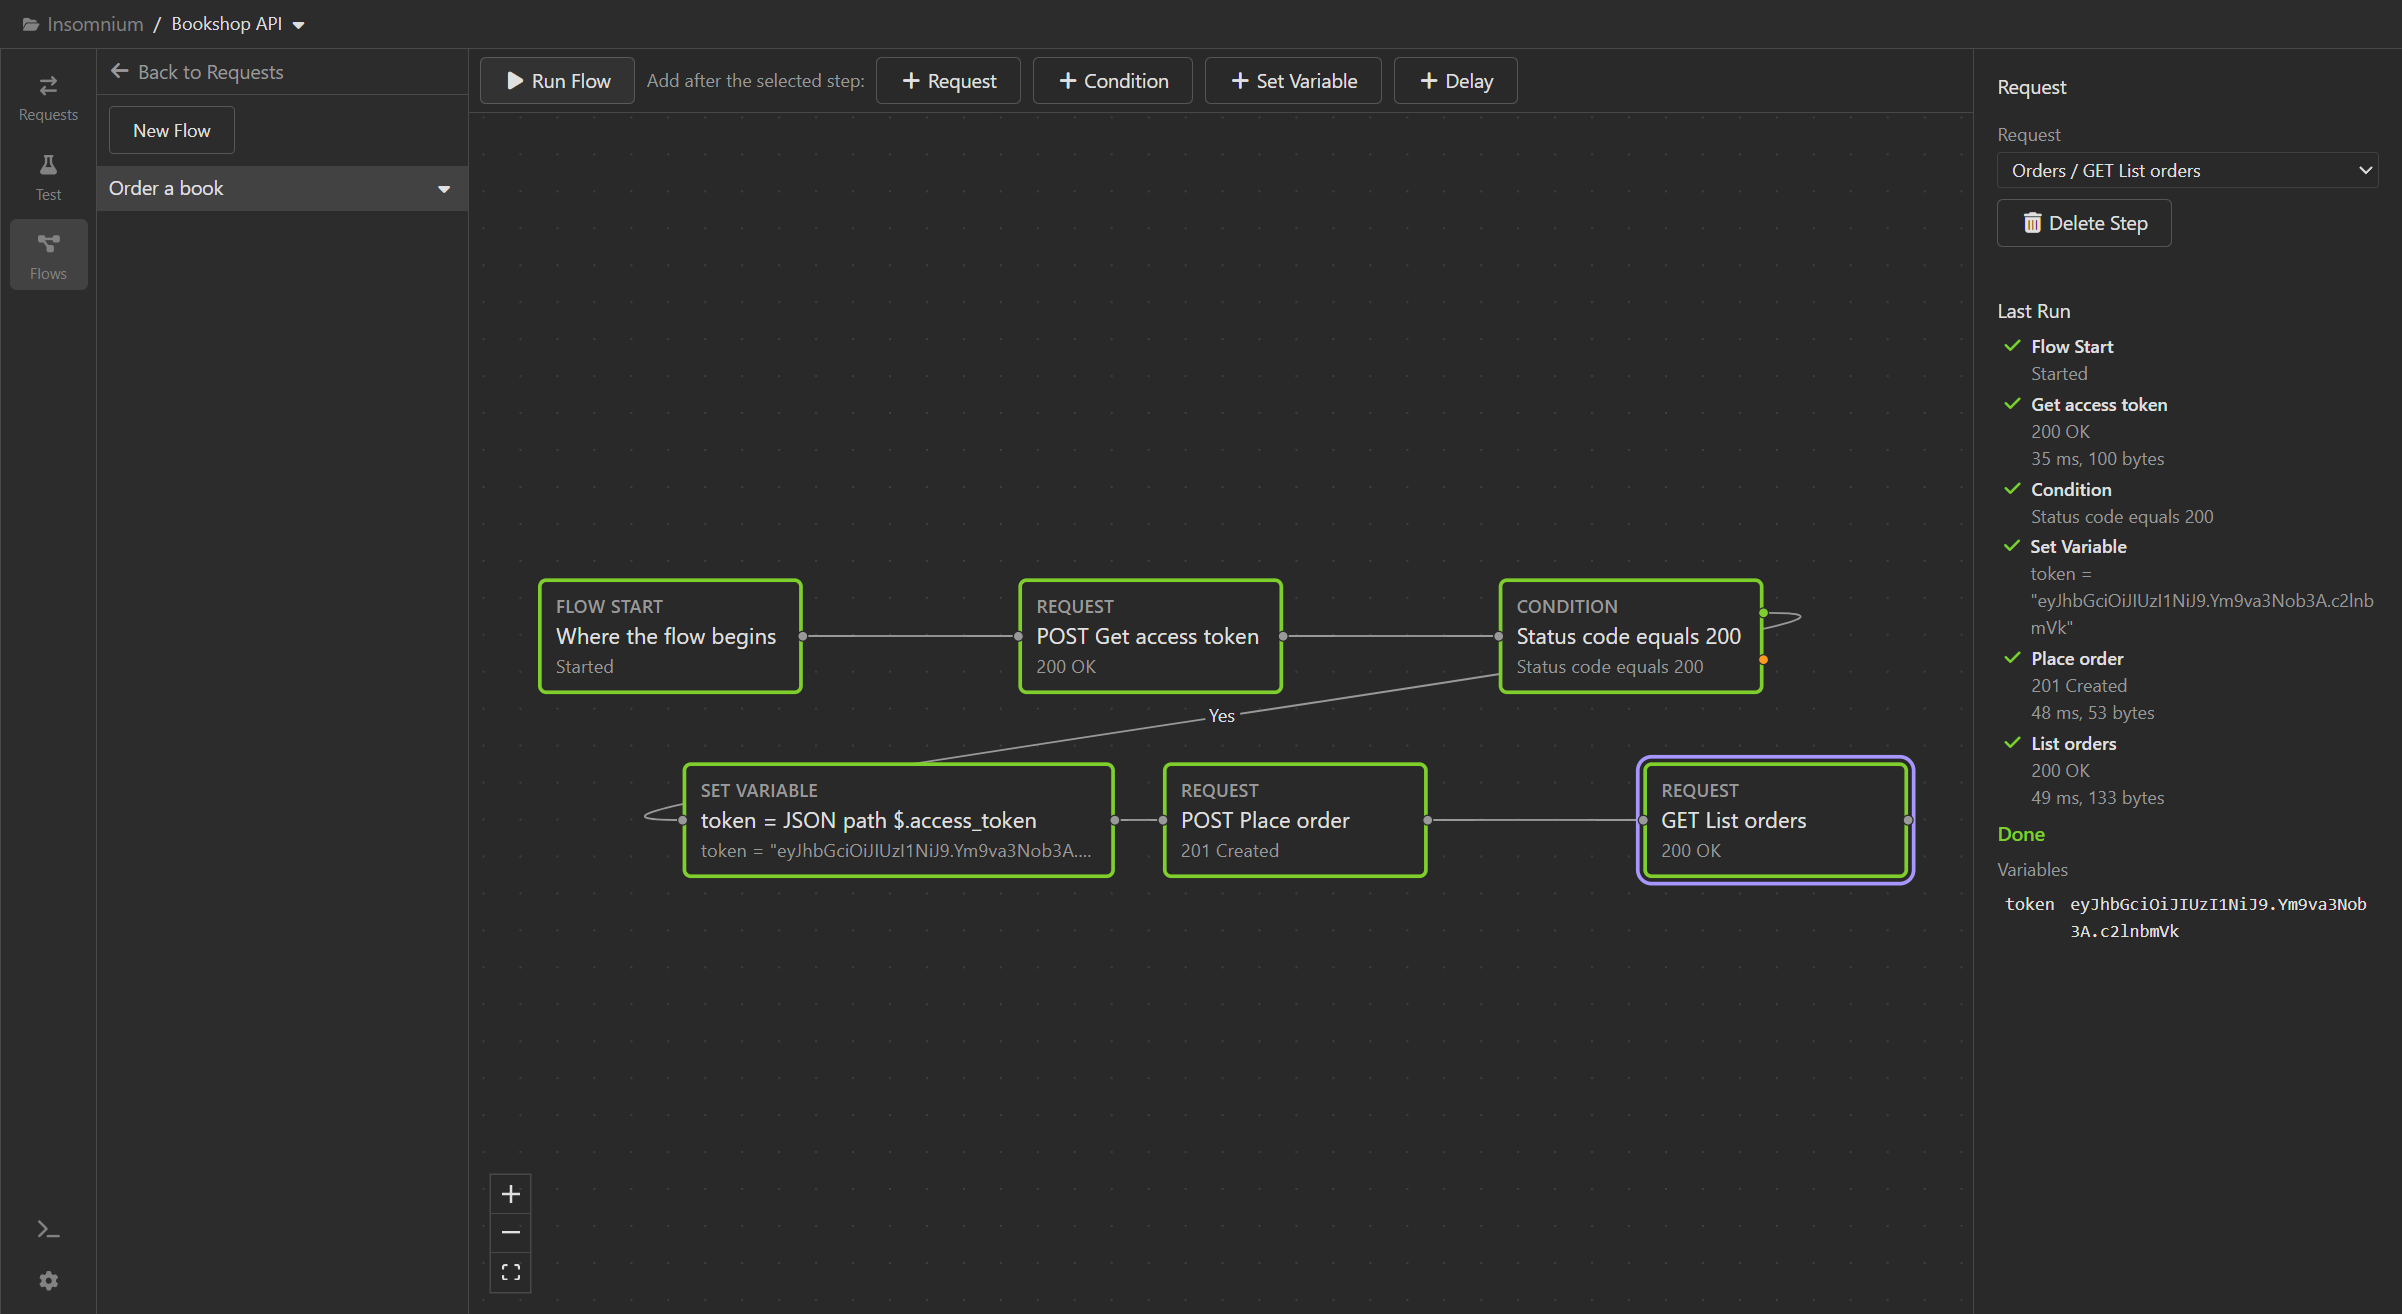 Insomnium / Bookshop API
Requests
Test
Flows
Back to Requests
New Flow
Order a book
Run Flow
Add after the selected step:
Request
Condition
Set Variable
Delay
FLOW START
Where the flow begins
Started
REQUEST
POST Get access token
200 OK
CONDITION
Status code equals 200
Status code equals 200
Yes
SET VARIABLE
token = JSON path $.access_token
token = "eyJhbGciOiJIUzI1NiJ9.Ym9va3Nob3A....
REQUEST
POST Place order
201 Created
REQUEST
GET List orders
200 OK
Request
Request
Orders / GET List orders
Delete Step
Last Run
Flow Start
Started
Get access token
200 OK
35 ms, 100 bytes
Condition
Status code equals 200
Set Variable
token =
"eyJhbGciOiJIUzI1NiJ9.Ym9va3Nob3A.c2lnb
mVk"
Place order
201 Created
48 ms, 53 bytes
List orders
200 OK
49 ms, 133 bytes
Done
Variables
token eyJhbGciOiJIUzI1NiJ9.Ym9va3Nob
3A.c2lnbmVk